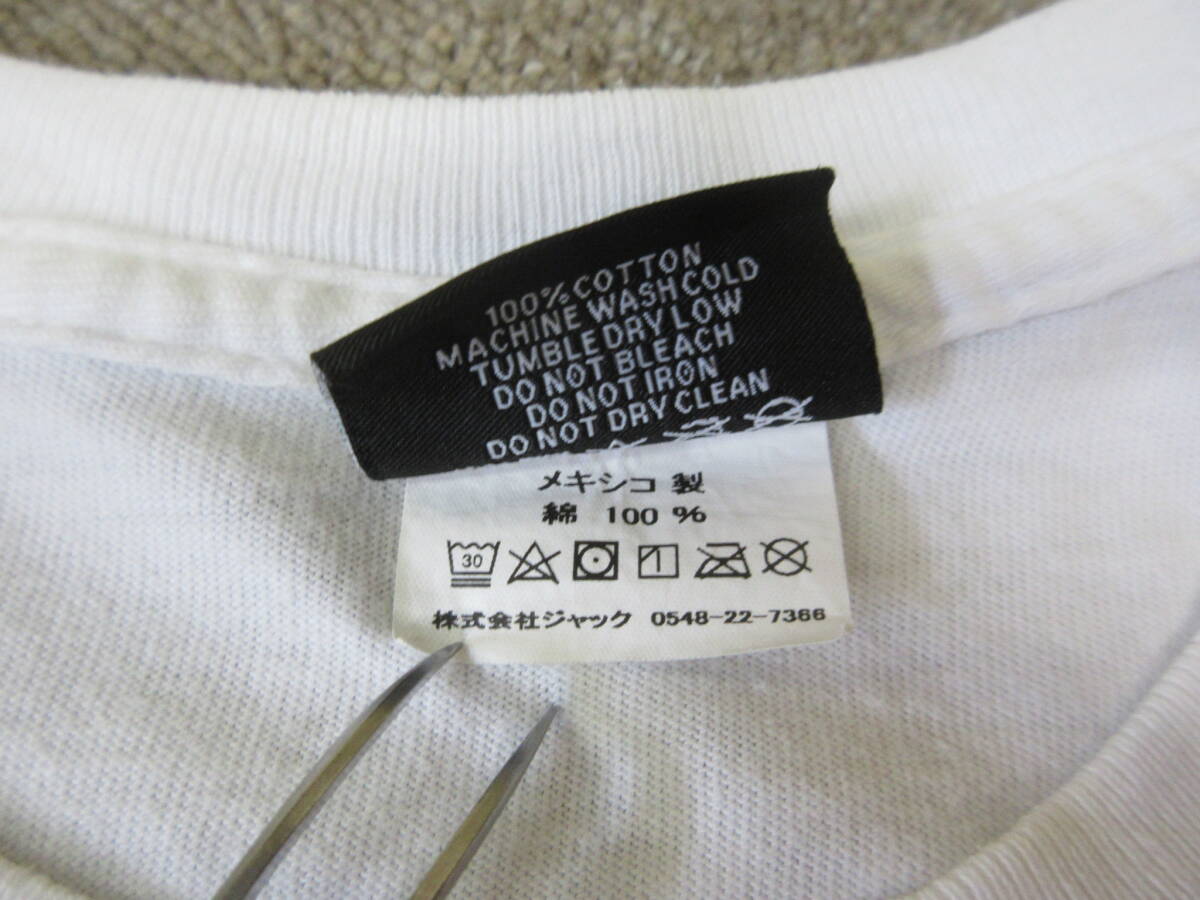 100% COTTON
MACHINE WASH COLD
TUMBLE DRY LOW
DO NOT BLEACH
DO NOT IRON
DO NOT DRY CLEAN
メキシコ 製
綿 100 %
30
株式会社ジャック 0548-22-7366